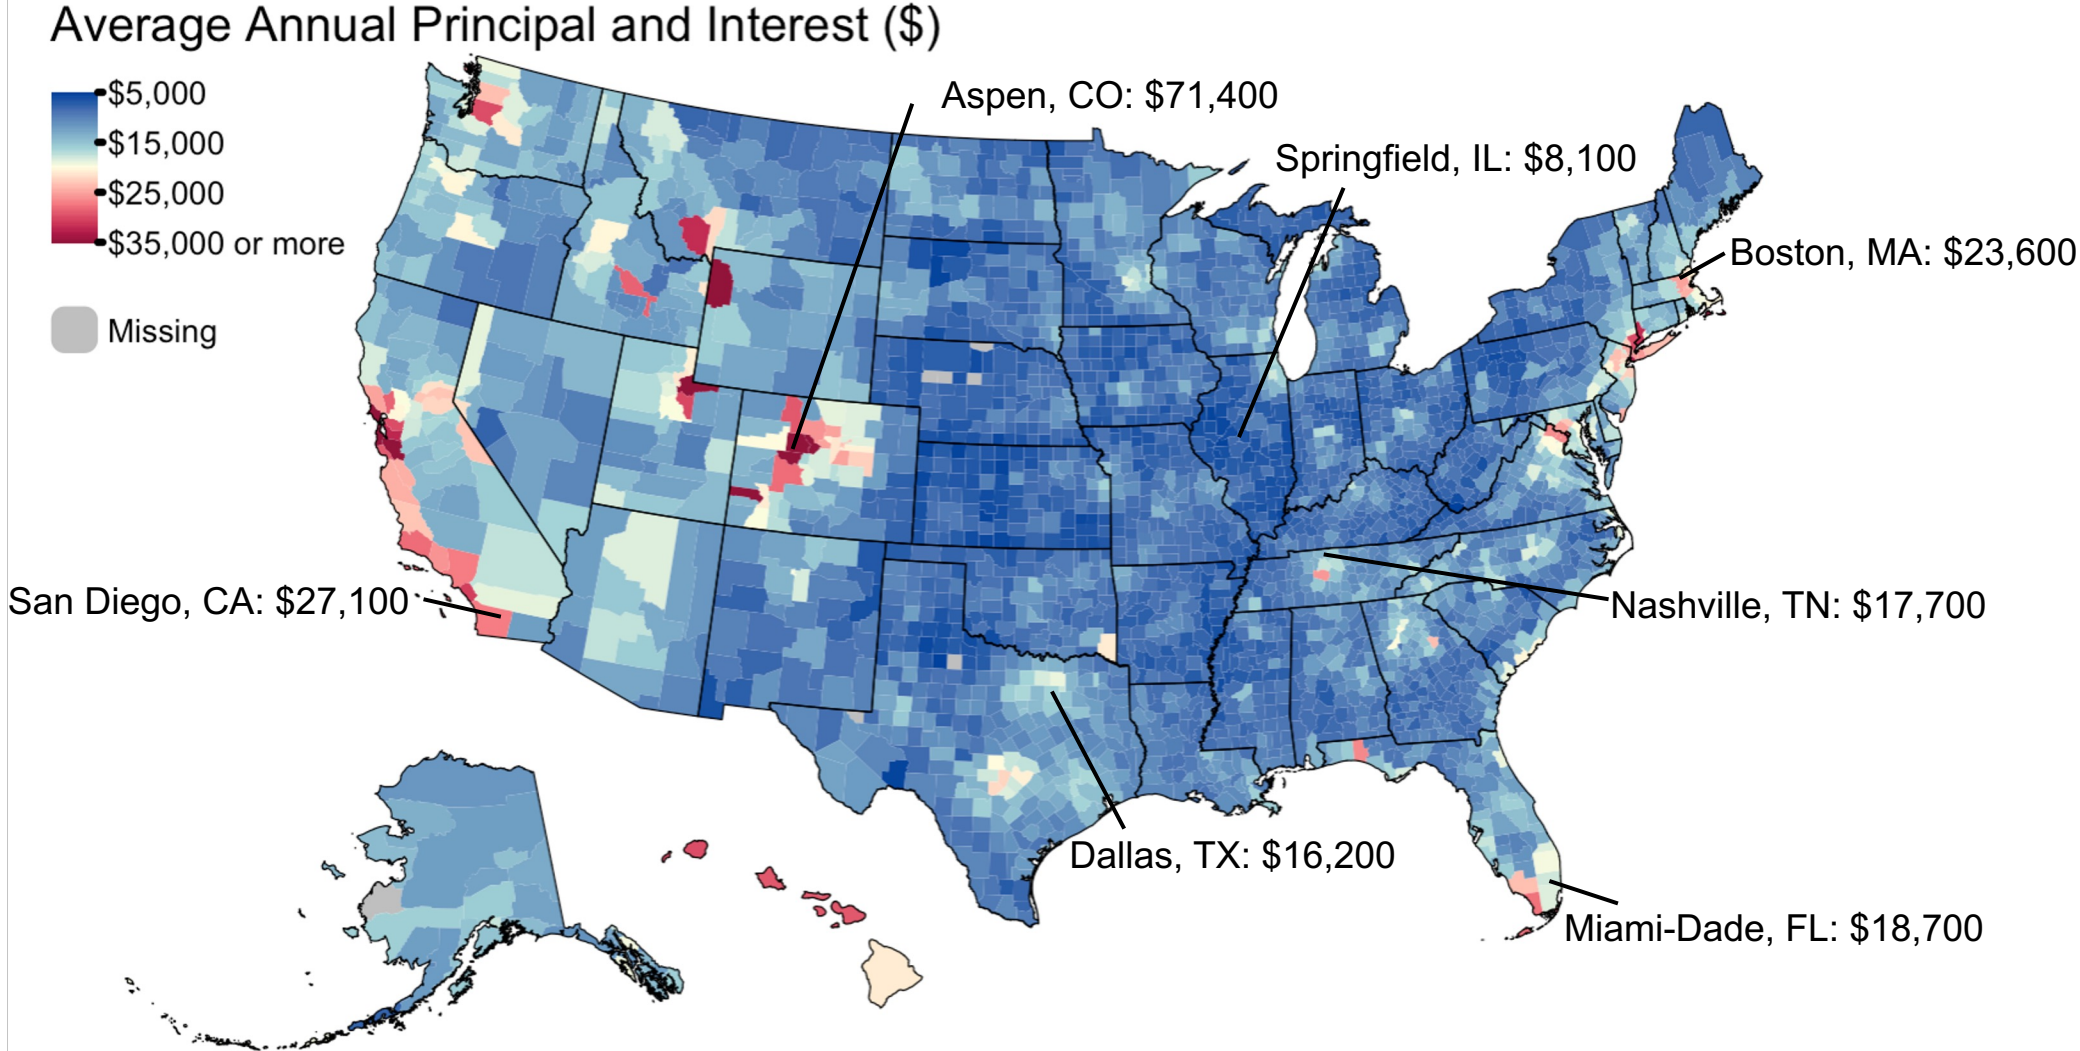 Average Annual Principal and Interest ($)
$5,000
$15,000
$25,000
$35,000 or more
Missing
Aspen, CO: $71,400
Springfield, IL: $8,100
Boston, MA: $23,600
San Diego, CA: $27,100
Nashville, TN: $17,700
Dallas, TX: $16,200
Miami-Dade, FL: $18,700